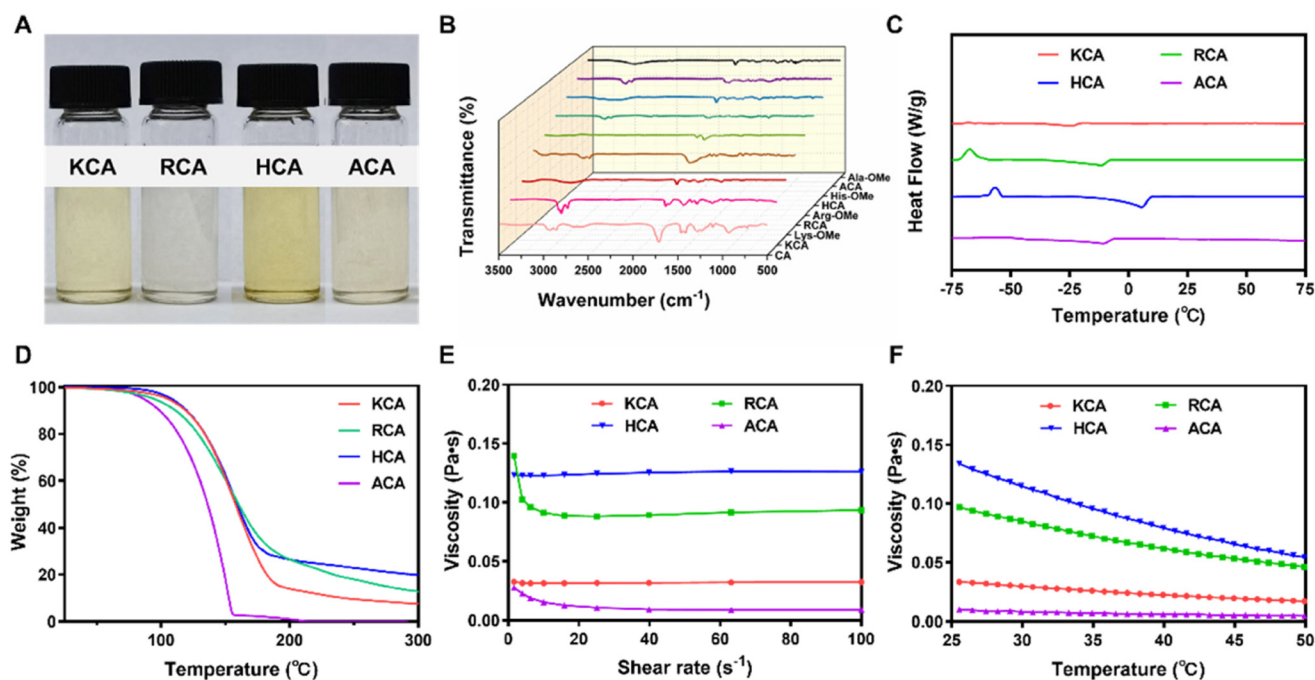 A
KCA RCA HCA ACA
B
Transmittance (%)
3500 3000 2500 2000 1500 1000 500
Wavenumber (cm⁻¹)
Ala-OMe
ACA
His-OMe
HCA
Arg-OMe
RCA
Lys-OMe
KCA
CA
C
KCA RCA
HCA ACA
Heat Flow (W/g)
-75 -50 -25 0 25 50 75
Temperature (℃)
D
KCA
RCA
HCA
ACA
Weight (%)
100
80
60
40
20
0
100 200 300
Temperature (℃)
E
KCA RCA
HCA ACA
Viscosity (Pa•s)
0.20
0.15
0.10
0.05
0.00
0 20 40 60 80 100
Shear rate (s⁻¹)
F
KCA RCA
HCA ACA
Viscosity (Pa•s)
0.20
0.15
0.10
0.05
0.00
25 30 35 40 45 50
Temperature (℃)